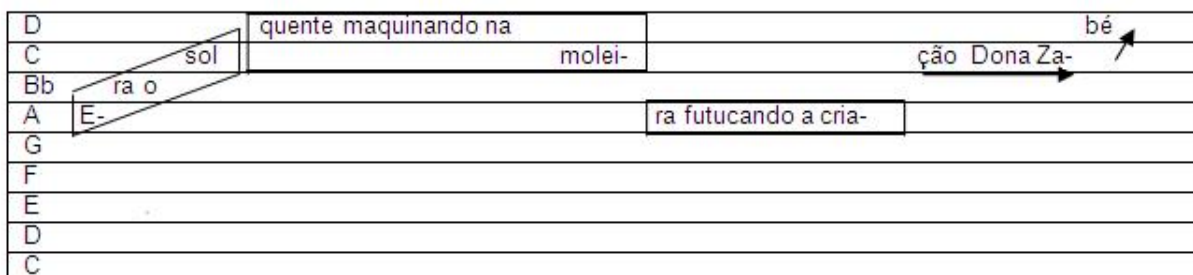 D quente maquinando na bé
C sol molei- ção Dona Za-
Bb ra o
A E- ra futucando a cria-
G
F
E
D
C